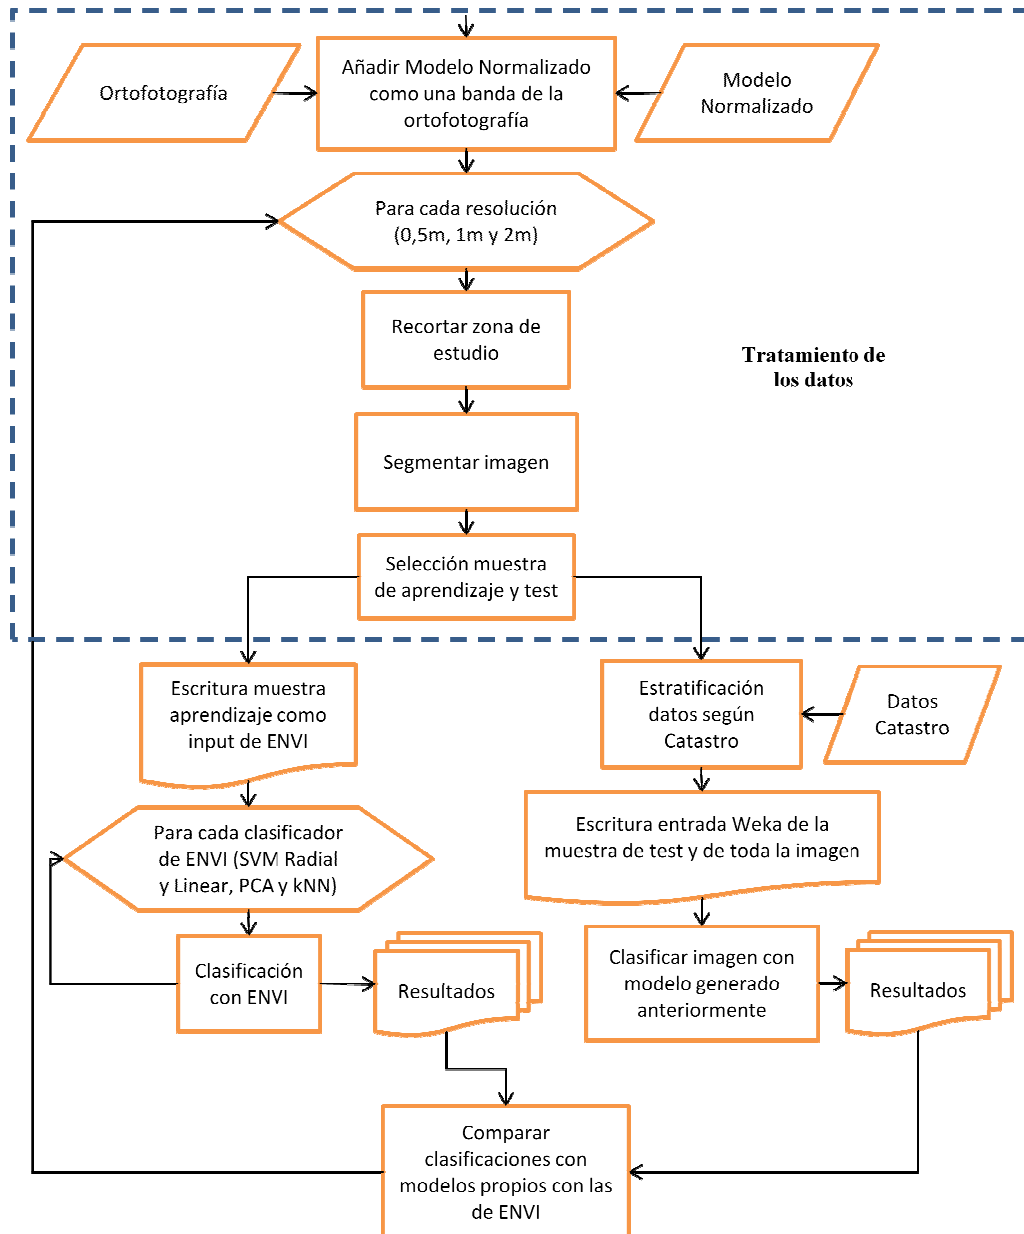 Ortofotografía
Añadir Modelo Normalizado
como una banda de la
ortofotografía
Modelo
Normalizado
Para cada resolución
(0,5m, 1m y 2m)
Recortar zona de
estudio
Tratamiento de
los datos
Segmentar imagen
Selección muestra
de aprendizaje y test
Escritura muestra
aprendizaje como
input de ENVI
Estratificación
datos según
Catastro
Datos
Catastro
Para cada clasificador
de ENVI (SVM Radial
y Linear, PCA y kNN)
Escritura entrada Weka de la
muestra de test y de toda la imagen
Clasificación
con ENVI
Resultados
Clasificar imagen con
modelo generado
anteriormente
Resultados
Comparar
clasificaciones con
modelos propios con las
de ENVI